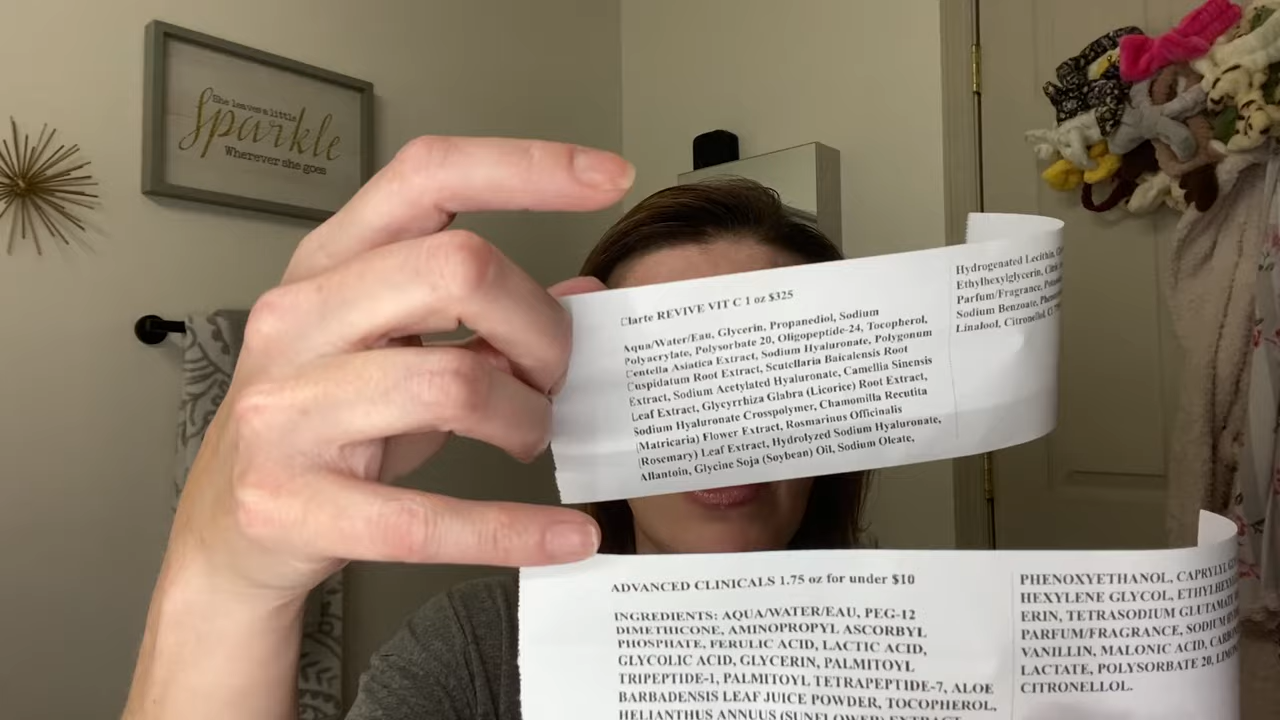 She leaves a little
Sparkle
Wherever she goes
Clarte REVIVE VIT C 1 oz $325
Aqua/Water/Eau, Glycerin, Propanediol, Sodium
Polyacrylate, Polysorbate 20, Oligopeptide-24, Tocopherol,
Centella Asiatica Extract, Sodium Hyaluronate, Polygonum
Cuspidatum Root Extract, Scutellaria Baicalensis Root
Extract, Sodium Acetylated Hyaluronate, Camellia Sinensis
Leaf Extract, Glycyrrhiza Glabra (Licorice) Root Extract,
Sodium Hyaluronate Crosspolymer, Chamomilla Recutita
(Matricaria) Flower Extract, Rosmarinus Officinalis
(Rosemary) Leaf Extract, Hydrolyzed Sodium Hyaluronate,
Allantoin, Glycine Soja (Soybean) Oil, Sodium Oleate,
Hydrogenated Lecithin,
Ethylhexylglycerin,
Parfum/Fragrance,
Sodium Benzoate,
Linalool, Citronellol,
ADVANCED CLINICALS 1.75 oz for under $10
INGREDIENTS: AQUA/WATER/EAU, PEG-12
DIMETHICONE, AMINOPROPYL ASCORBYL
PHOSPHATE, FERULIC ACID, LACTIC ACID,
GLYCOLIC ACID, GLYCERIN, PALMITOYL
TRIPEPTIDE-1, PALMITOYL TETRAPEPTIDE-7, ALOE
BARBADENSIS LEAF JUICE POWDER, TOCOPHEROL,
HELIANTHUS ANNUUS (SUNFLOWER) EXTRACT
PHENOXYETHANOL,
HEXYLENE GLYCOL,
ERIN, TETRASODIUM
PARFUM/FRAGRANCE, SODIUM
VANILLIN, MALONIC ACID,
LACTATE, POLYSORBATE 20,
CITRONELLOL.